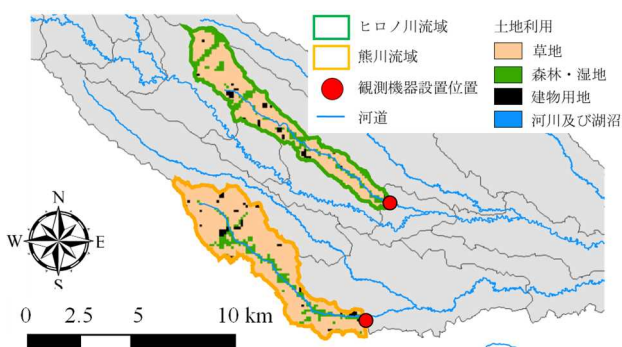 ヒロノ川流域
熊川流域
観測機器設置位置
河道
土地利用
草地
森林・湿地
建物用地
河川及び湖沼
N
W E
S
0 2.5 5 10 km